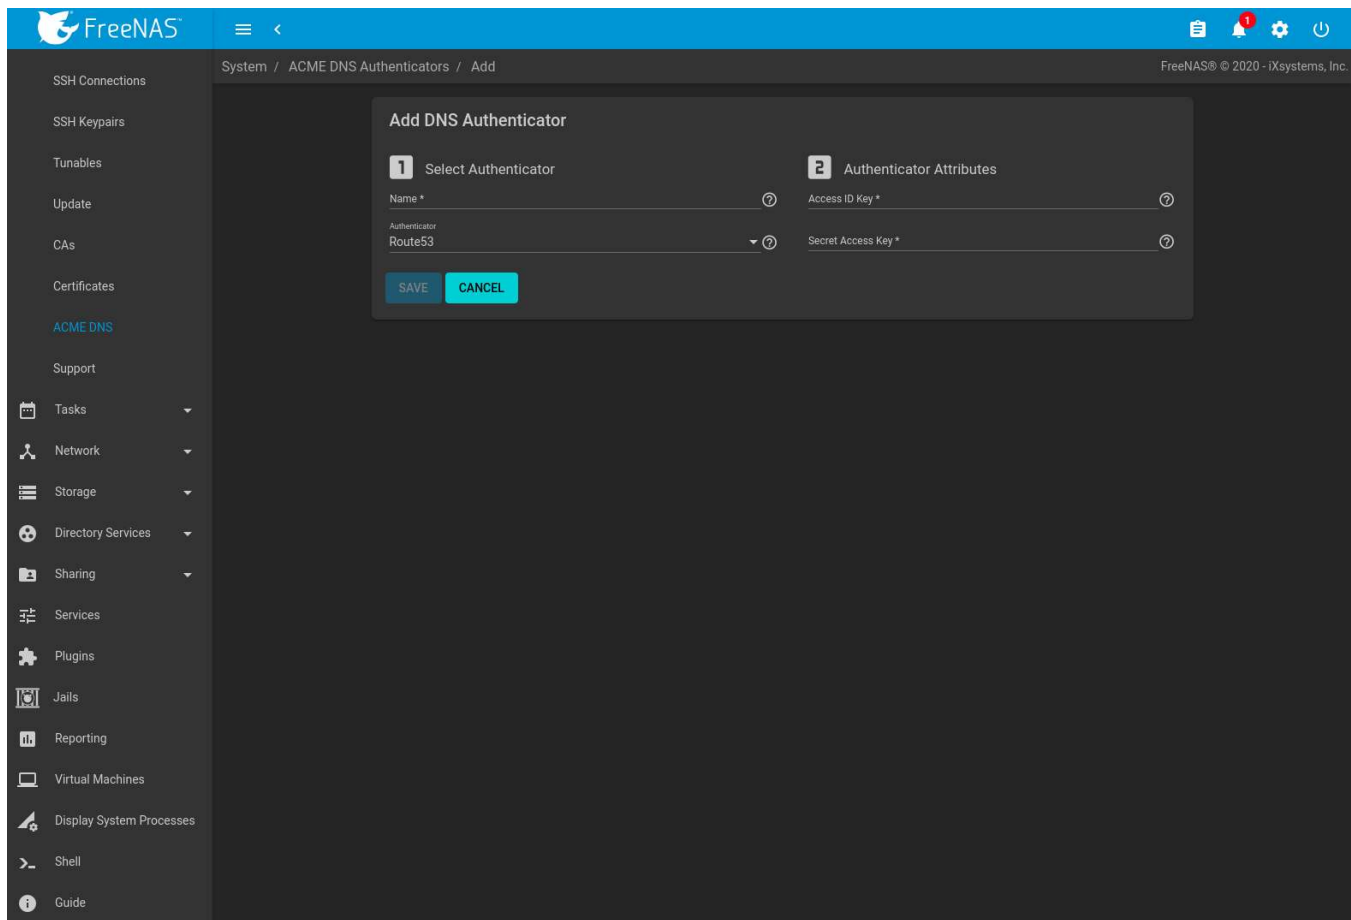 FreeNAS
1
System / ACME DNS Authenticators / Add
FreeNAS® © 2020 - iXsystems, Inc.
SSH Connections
SSH Keypairs
Tunables
Update
CAs
Certificates
ACME DNS
Support
Tasks
Network
Storage
Directory Services
Sharing
Services
Plugins
Jails
Reporting
Virtual Machines
Display System Processes
Shell
Guide
Add DNS Authenticator
1 Select Authenticator
Name *
Authenticator
Route53
2 Authenticator Attributes
Access ID Key *
Secret Access Key *
SAVE CANCEL